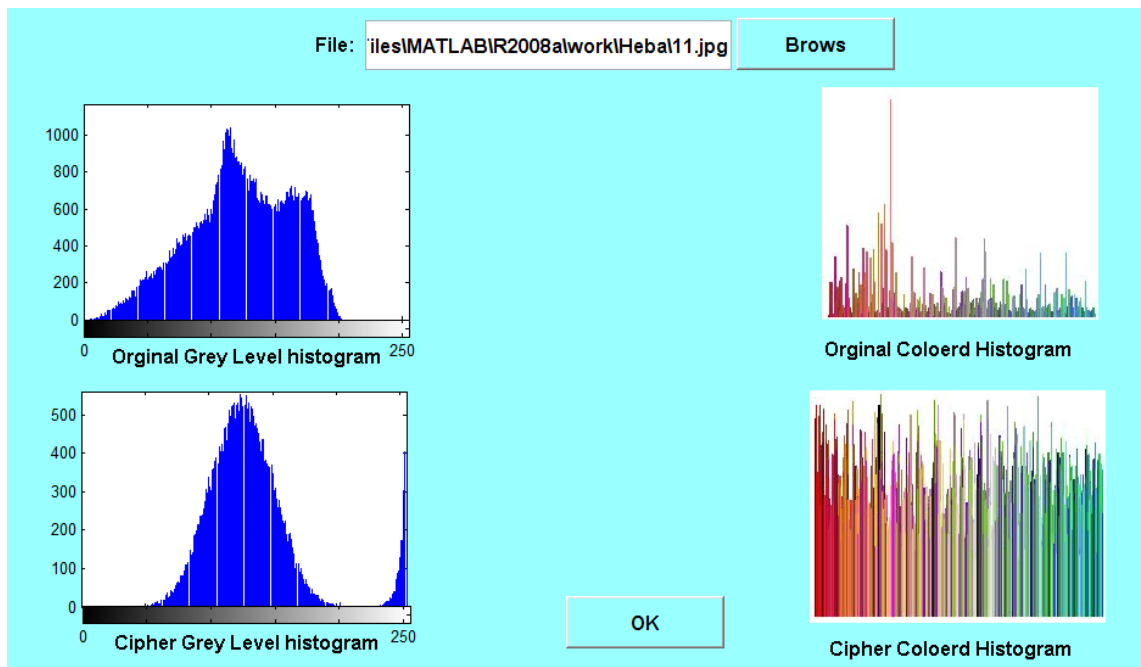 File: iles\MATLAB\R2008a\work\Heba\11.jpg Brows
1000
800
600
400
200
0
0 250
Orginal Grey Level histogram
Orginal Coloerd Histogram
500
400
300
200
100
0
0 250
Cipher Grey Level histogram
OK
Cipher Coloerd Histogram